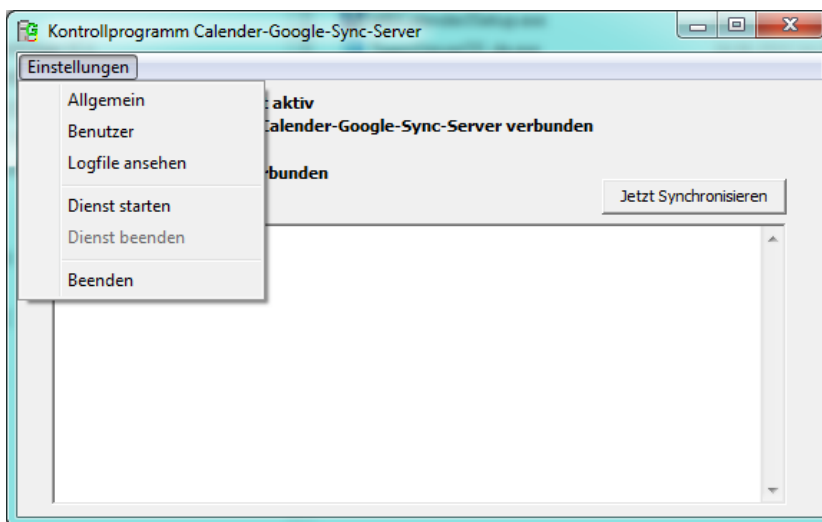 Kontrollprogramm Calender-Google-Sync-Server
Einstellungen
Allgemein
Benutzer
Logfile ansehen
Dienst starten
Dienst beenden
Beenden
aktiv
Calender-Google-Sync-Server verbunden
Jetzt Synchronisieren